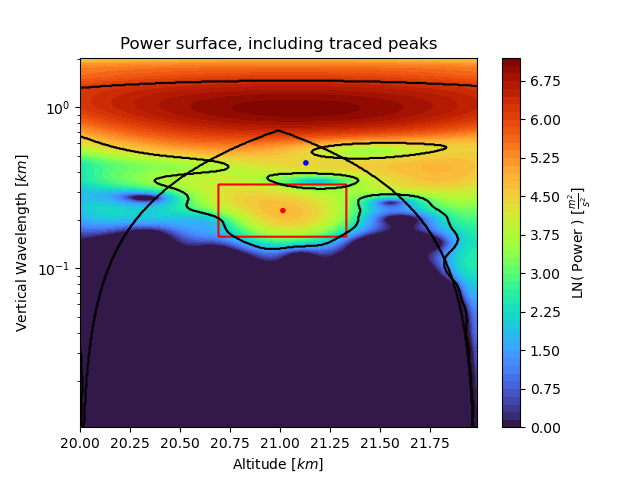 Power surface, including traced peaks
Vertical Wavelength [km]
10⁰
10⁻¹
20.00 20.25 20.50 20.75 21.00 21.25 21.50 21.75
Altitude [km]
6.75
6.00
5.25
4.50
3.75
3.00
2.25
1.50
0.75
0.00
LN( Power ) [m²/s²]